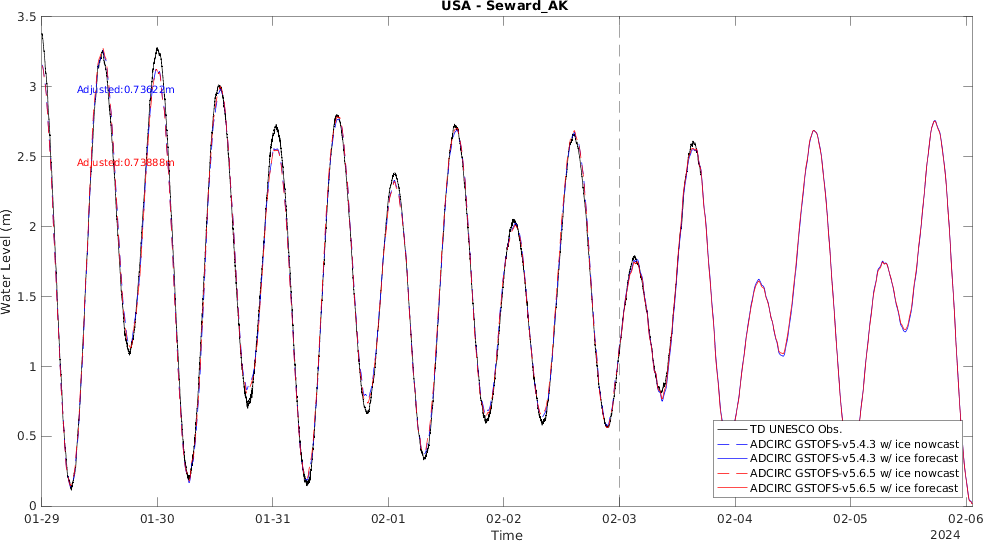 USA - Seward_AK
3.5
3
2.5
2
1.5
1
0.5
0
Water Level (m)
Adjusted:0.73622m
Adjusted:0.73888m
TD UNESCO Obs.
ADCIRC GSTOFS-v5.4.3 w/ ice nowcast
ADCIRC GSTOFS-v5.4.3 w/ ice forecast
ADCIRC GSTOFS-v5.6.5 w/ ice nowcast
ADCIRC GSTOFS-v5.6.5 w/ ice forecast
01-29 01-30 01-31 02-01 02-02 02-03 02-04 02-05 02-06
Time
2024